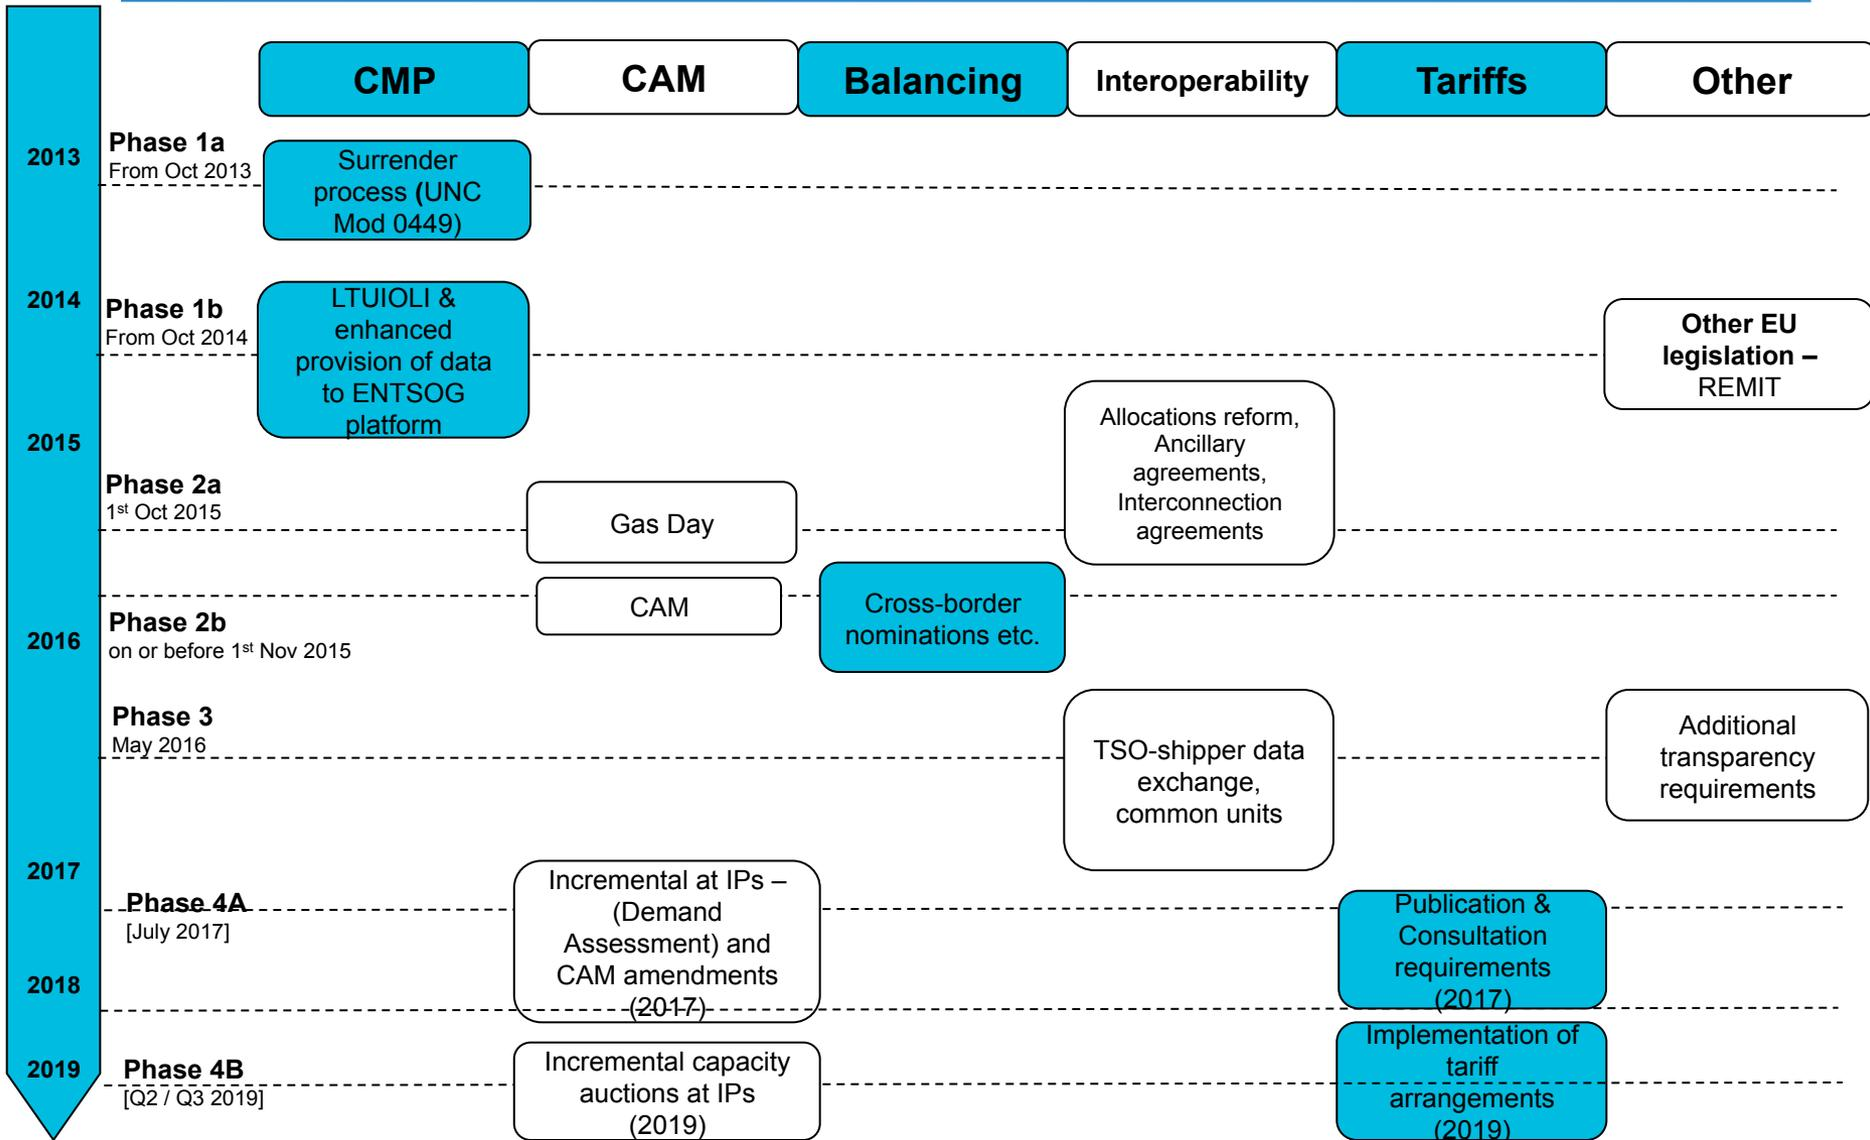 CMP
CAM
Balancing
Interoperability
Tariffs
Other
2013
Phase 1a
From Oct 2013
Surrender
process (UNC
Mod 0449)
2014
Phase 1b
From Oct 2014
LTUIOLI &
enhanced
provision of data
to ENTSOG
platform
Other EU
legislation –
REMIT
2015
Allocations reform,
Ancillary
agreements,
Interconnection
agreements
Phase 2a
1st Oct 2015
Gas Day
CAM
Cross-border
nominations etc.
2016
Phase 2b
on or before 1st Nov 2015
Phase 3
May 2016
TSO-shipper data
exchange,
common units
Additional
transparency
requirements
2017
Phase 4A
[July 2017]
Incremental at IPs –
(Demand
Assessment) and
CAM amendments
(2017)
Publication &
Consultation
requirements
(2017)
2018
2019
Phase 4B
[Q2 / Q3 2019]
Incremental capacity
auctions at IPs
(2019)
Implementation of
tariff
arrangements
(2019)